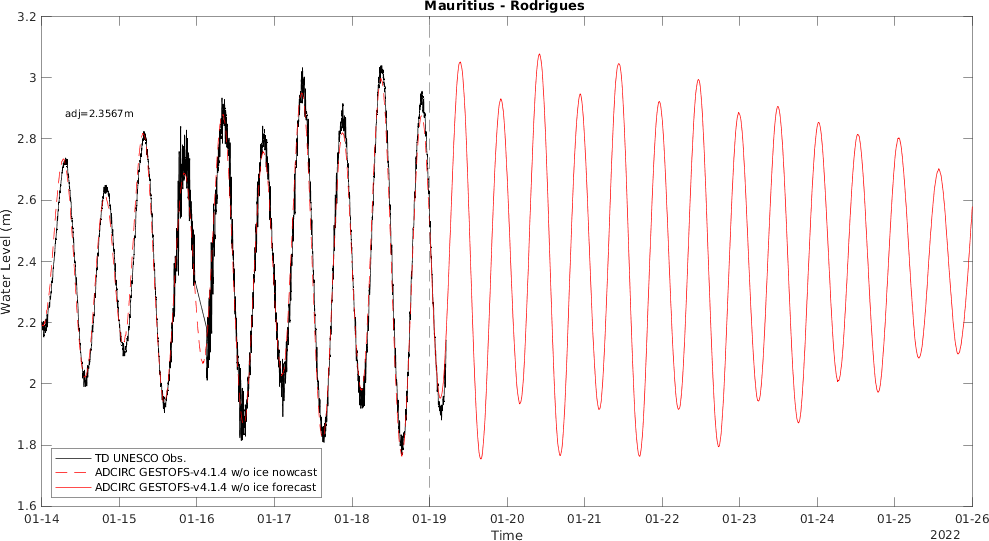 Mauritius - Rodrigues
3.2
3
2.8
2.6
2.4
2.2
2
1.8
1.6
Water Level (m)
adj=2.3567m
TD UNESCO Obs.
ADCIRC GESTOFS-v4.1.4 w/o ice nowcast
ADCIRC GESTOFS-v4.1.4 w/o ice forecast
01-14 01-15 01-16 01-17 01-18 01-19 01-20 01-21 01-22 01-23 01-24 01-25 01-26
Time
2022